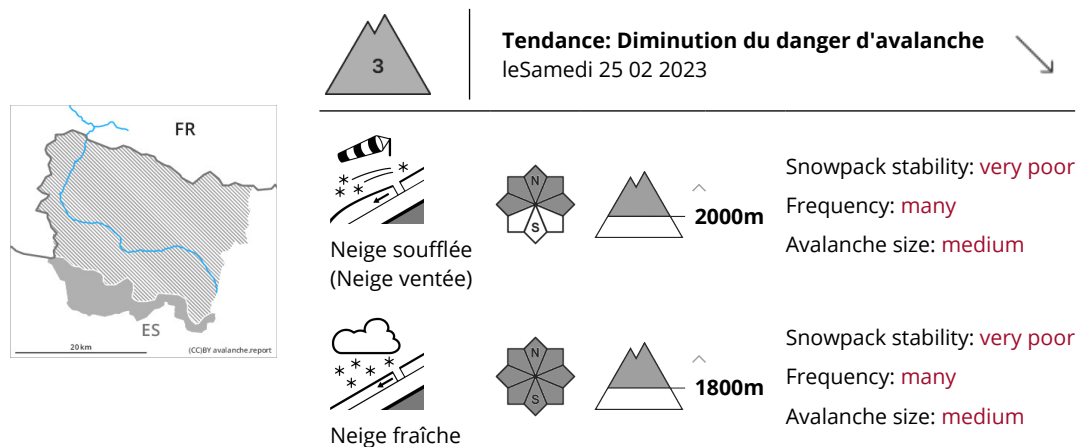 3
Tendance: Diminution du danger d'avalanche
leSamedi 25 02 2023
FR
ES
20 km
(CC)BY avalanche.report
N
S
2000m
Snowpack stability: very poor
Frequency: many
Avalanche size: medium
Neige soufflée
(Neige ventée)
N
S
1800m
Snowpack stability: very poor
Frequency: many
Avalanche size: medium
Neige fraîche